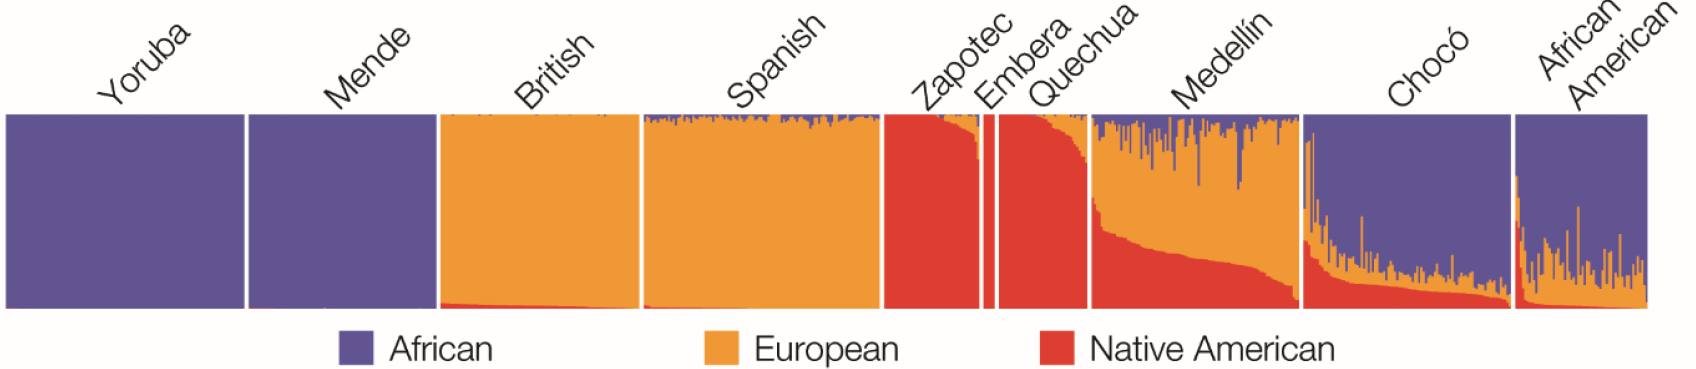 Yoruba
Mende
British
Spanish
Zapotec
Embera
Quechua
Medellín
Chocó
African
American
African
European
Native American